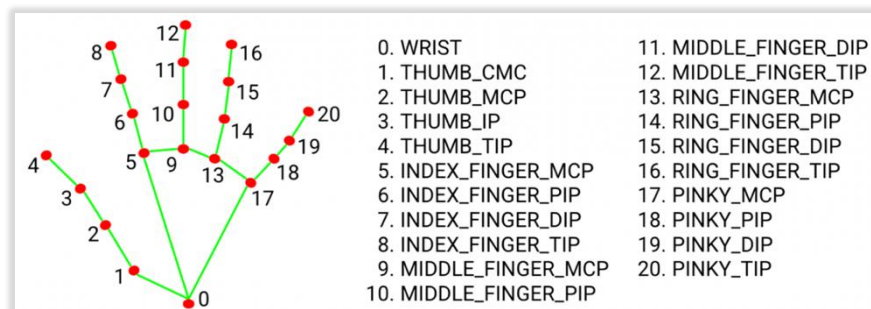 12
16
8
11
7
15
20
10
14
6
19
4
5
9
13
18
3
17
2
1
0
0. WRIST
1. THUMB_CMC
2. THUMB_MCP
3. THUMB_IP
4. THUMB_TIP
5. INDEX_FINGER_MCP
6. INDEX_FINGER_PIP
7. INDEX_FINGER_DIP
8. INDEX_FINGER_TIP
9. MIDDLE_FINGER_MCP
10. MIDDLE_FINGER_PIP
11. MIDDLE_FINGER_DIP
12. MIDDLE_FINGER_TIP
13. RING_FINGER_MCP
14. RING_FINGER_PIP
15. RING_FINGER_DIP
16. RING_FINGER_TIP
17. PINKY_MCP
18. PINKY_PIP
19. PINKY_DIP
20. PINKY_TIP